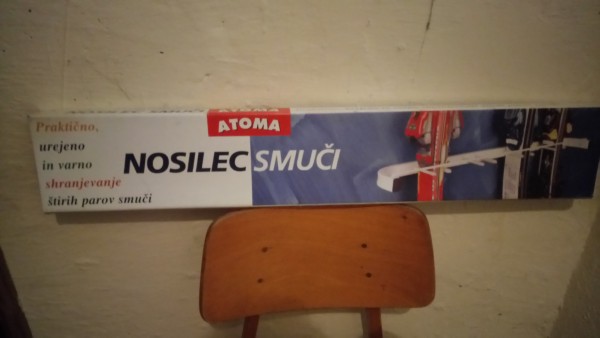 Praktično,
urejeno
in varno
shranjevanje
štirih parov smuči
NOSILEC SMUČI
ATOMA
ATOMA